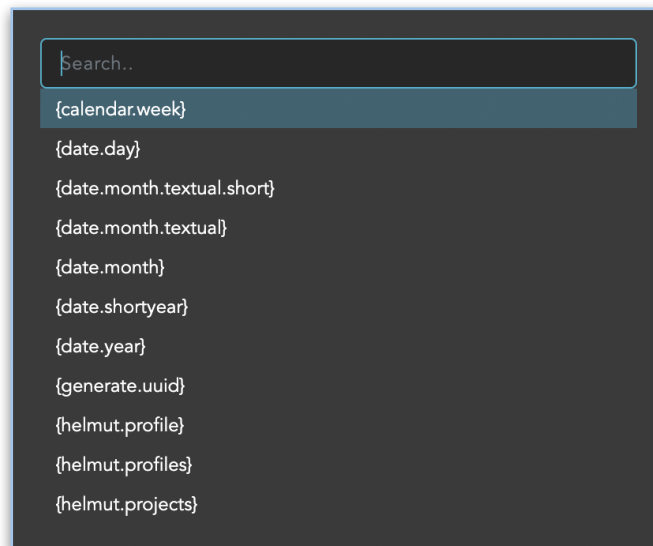 Search..
{calendar.week}
{date.day}
{date.month.textual.short}
{date.month.textual}
{date.month}
{date.shortyear}
{date.year}
{generate.uuid}
{helmut.profile}
{helmut.profiles}
{helmut.projects}